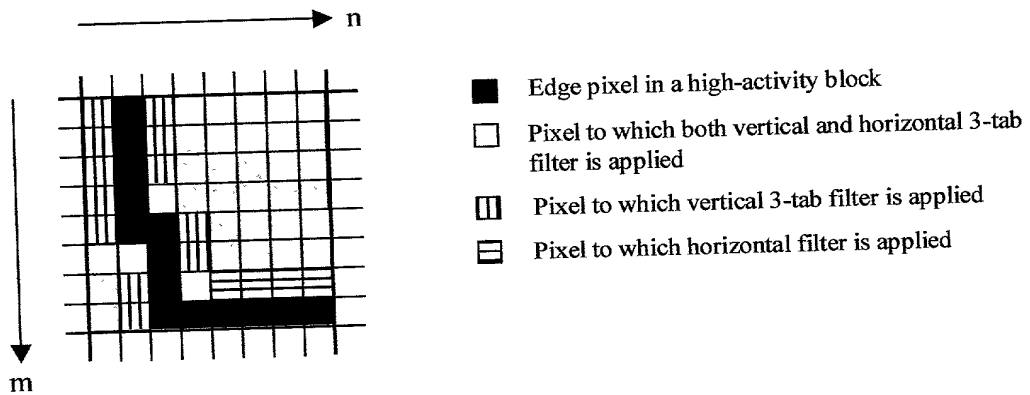 n
Edge pixel in a high-activity block
Pixel to which both vertical and horizontal 3-tab
filter is applied
Pixel to which vertical 3-tab filter is applied
Pixel to which horizontal filter is applied
m